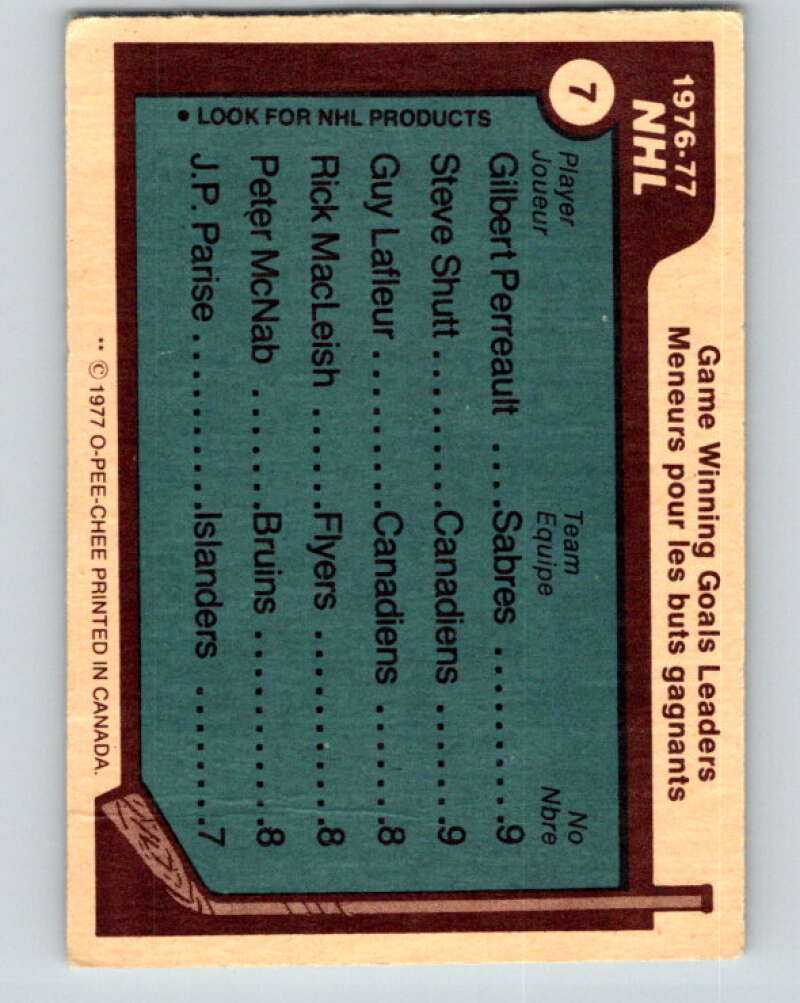 7
1976-77
NHL
Game Winning Goals Leaders
Meneurs pour les buts gagnants
Player Team No
Joueur Equipe Nbre
Gilbert Perreault ....Sabres ..........9
Steve Shutt ..........Canadiens .......9
Guy Lafleur ..........Canadiens .......8
Rick MacLeish ......Flyers ..........8
Peter McNab .......Bruins ..........8
J.P. Parise ..........Islanders ........7
• LOOK FOR NHL PRODUCTS
** © 1977 O-PEE-CHEE PRINTED IN CANADA.